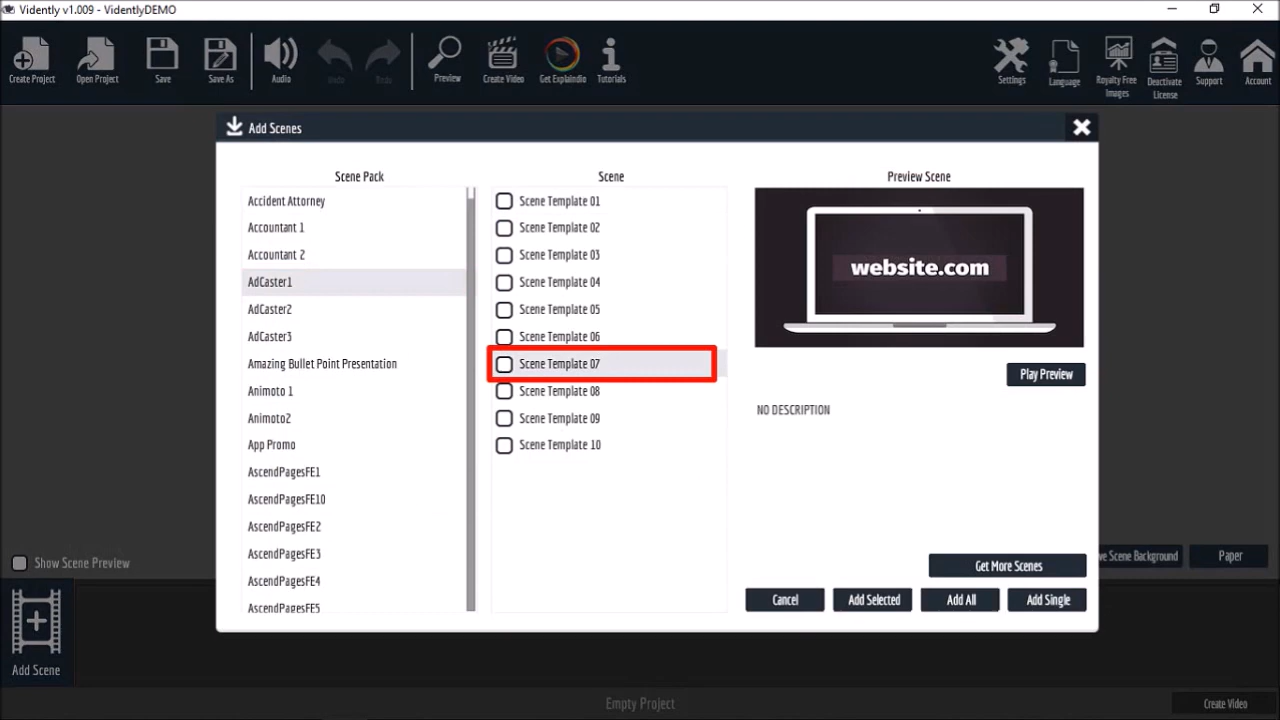 Vidently v1.009 - VidentlyDEMO
Create Project
Open Project
Save
Save As
Audio
Undo
Redo
Preview
Create Video
Get Explaindio
Tutorials
Settings
Language
Royalty Free
Images
Deactivate
License
Support
Account
Add Scenes
Scene Pack
Scene
Preview Scene
Accident Attorney
Accountant 1
Accountant 2
AdCaster1
AdCaster2
AdCaster3
Amazing Bullet Point Presentation
Animoto 1
Animoto2
App Promo
AscendPagesFE1
AscendPagesFE10
AscendPagesFE2
AscendPagesFE3
AscendPagesFE4
AscendPagesFE5
Scene Template 01
Scene Template 02
Scene Template 03
Scene Template 04
Scene Template 05
Scene Template 06
Scene Template 07
Scene Template 08
Scene Template 09
Scene Template 10
website.com
Play Preview
NO DESCRIPTION
Get More Scenes
Cancel
Add Selected
Add All
Add Single
Show Scene Preview
ve Scene Background
Paper
Add Scene
Empty Project
Create Video